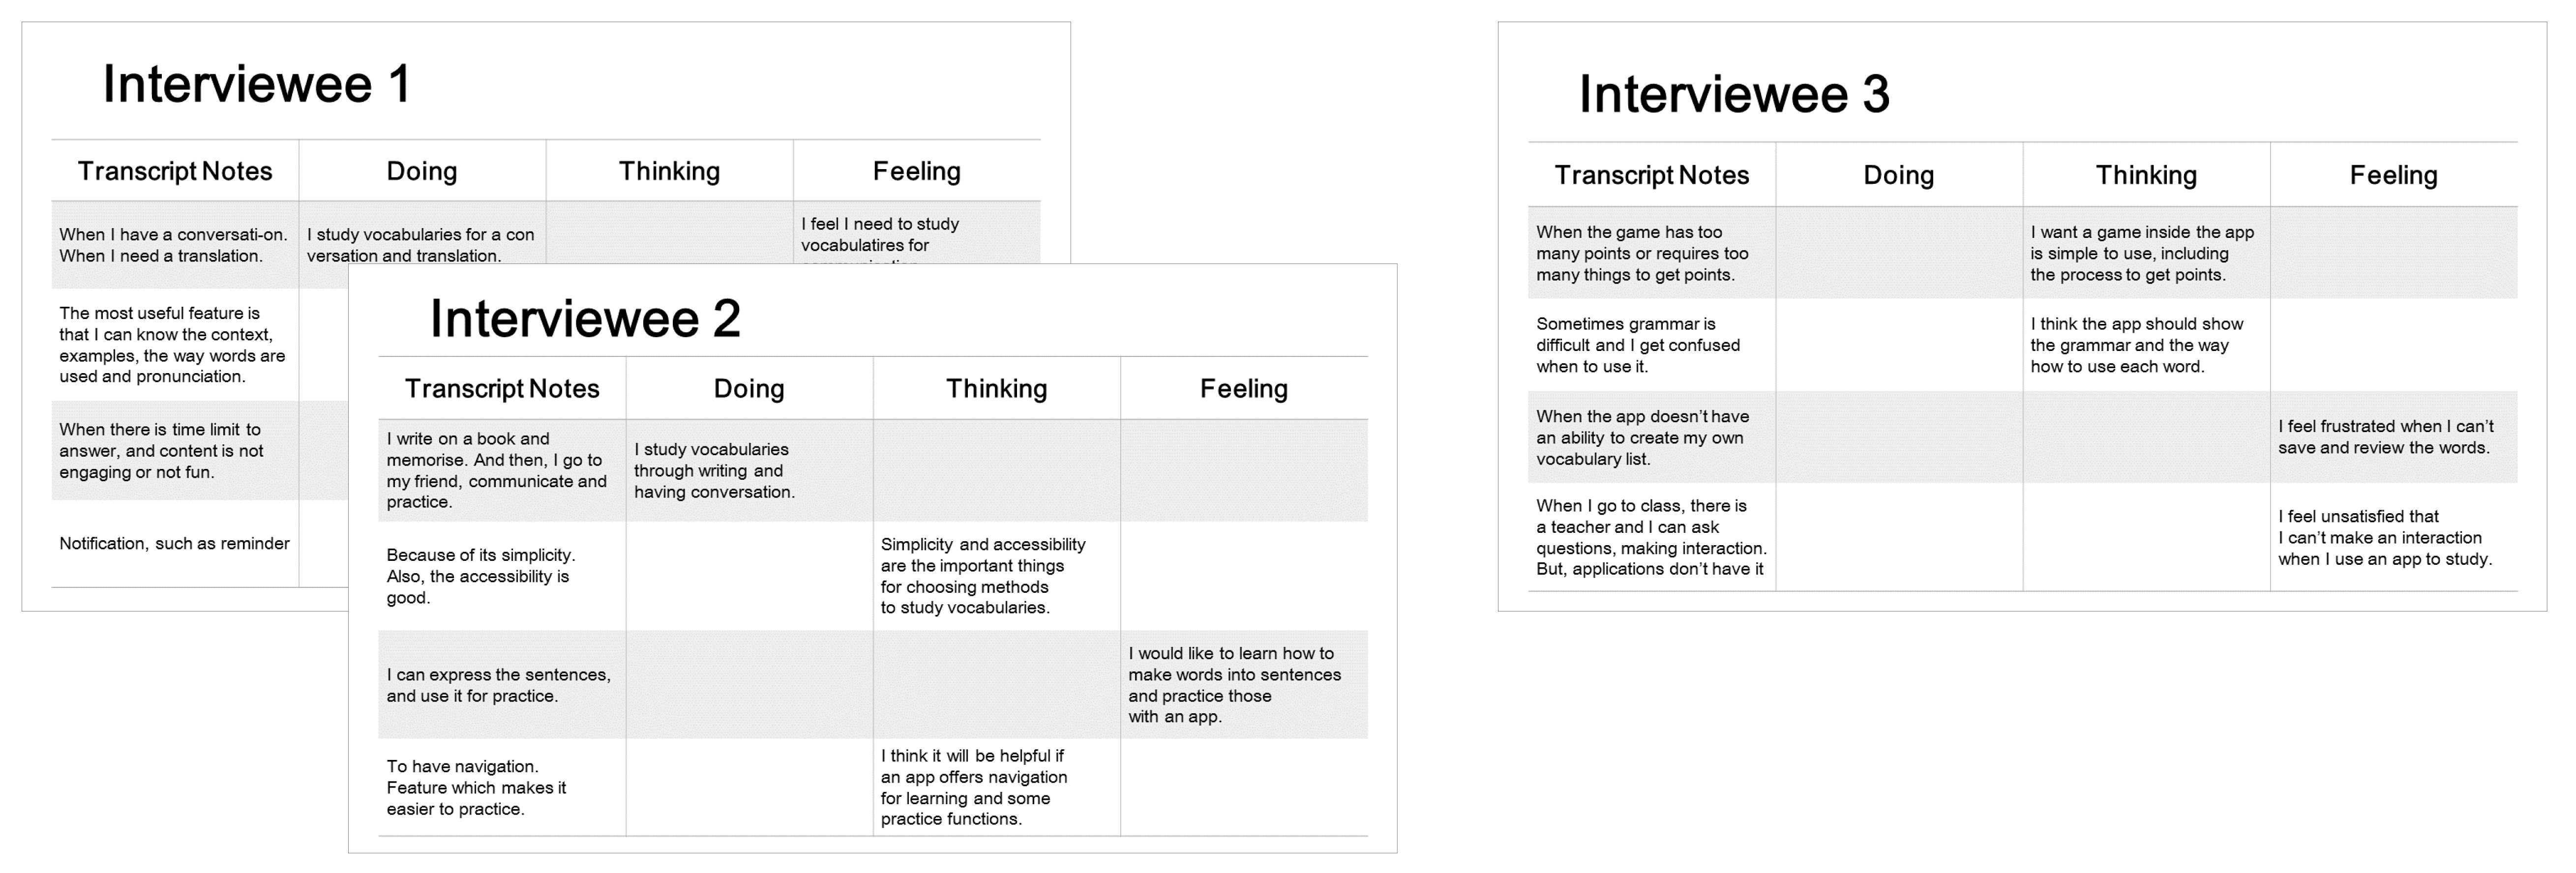 Interviewee 1
Transcript Notes
Doing
Thinking
Feeling
When I have a conversati-on.
When I need a translation.
I study vocabularies for a con
versation and translation.
I feel I need to study
vocabulatires for
The most useful feature is
that I can know the context,
examples, the way words are
used and pronunciation.
When there is time limit to
answer, and content is not
engaging or not fun.
Notification, such as reminder
Interviewee 2
Transcript Notes
Doing
Thinking
Feeling
I write on a book and
memorise. And then, I go to
my friend, communicate and
practice.
I study vocabularies
through writing and
having conversation.
Because of its simplicity.
Also, the accessibility is
good.
Simplicity and accessibility
are the important things
for choosing methods
to study vocabularies.
I can express the sentences,
and use it for practice.
I would like to learn how to
make words into sentences
and practice those
with an app.
To have navigation.
Feature which makes it
easier to practice.
I think it will be helpful if
an app offers navigation
for learning and some
practice functions.
Interviewee 3
Transcript Notes
Doing
Thinking
Feeling
When the game has too
many points or requires too
many things to get points.
I want a game inside the app
is simple to use, including
the process to get points.
Sometimes grammar is
difficult and I get confused
when to use it.
I think the app should show
the grammar and the way
how to use each word.
When the app doesn’t have
an ability to create my own
vocabulary list.
I feel frustrated when I can’t
save and review the words.
When I go to class, there is
a teacher and I can ask
questions, making interaction.
But, applications don’t have it
I feel unsatisfied that
I can’t make an interaction
when I use an app to study.